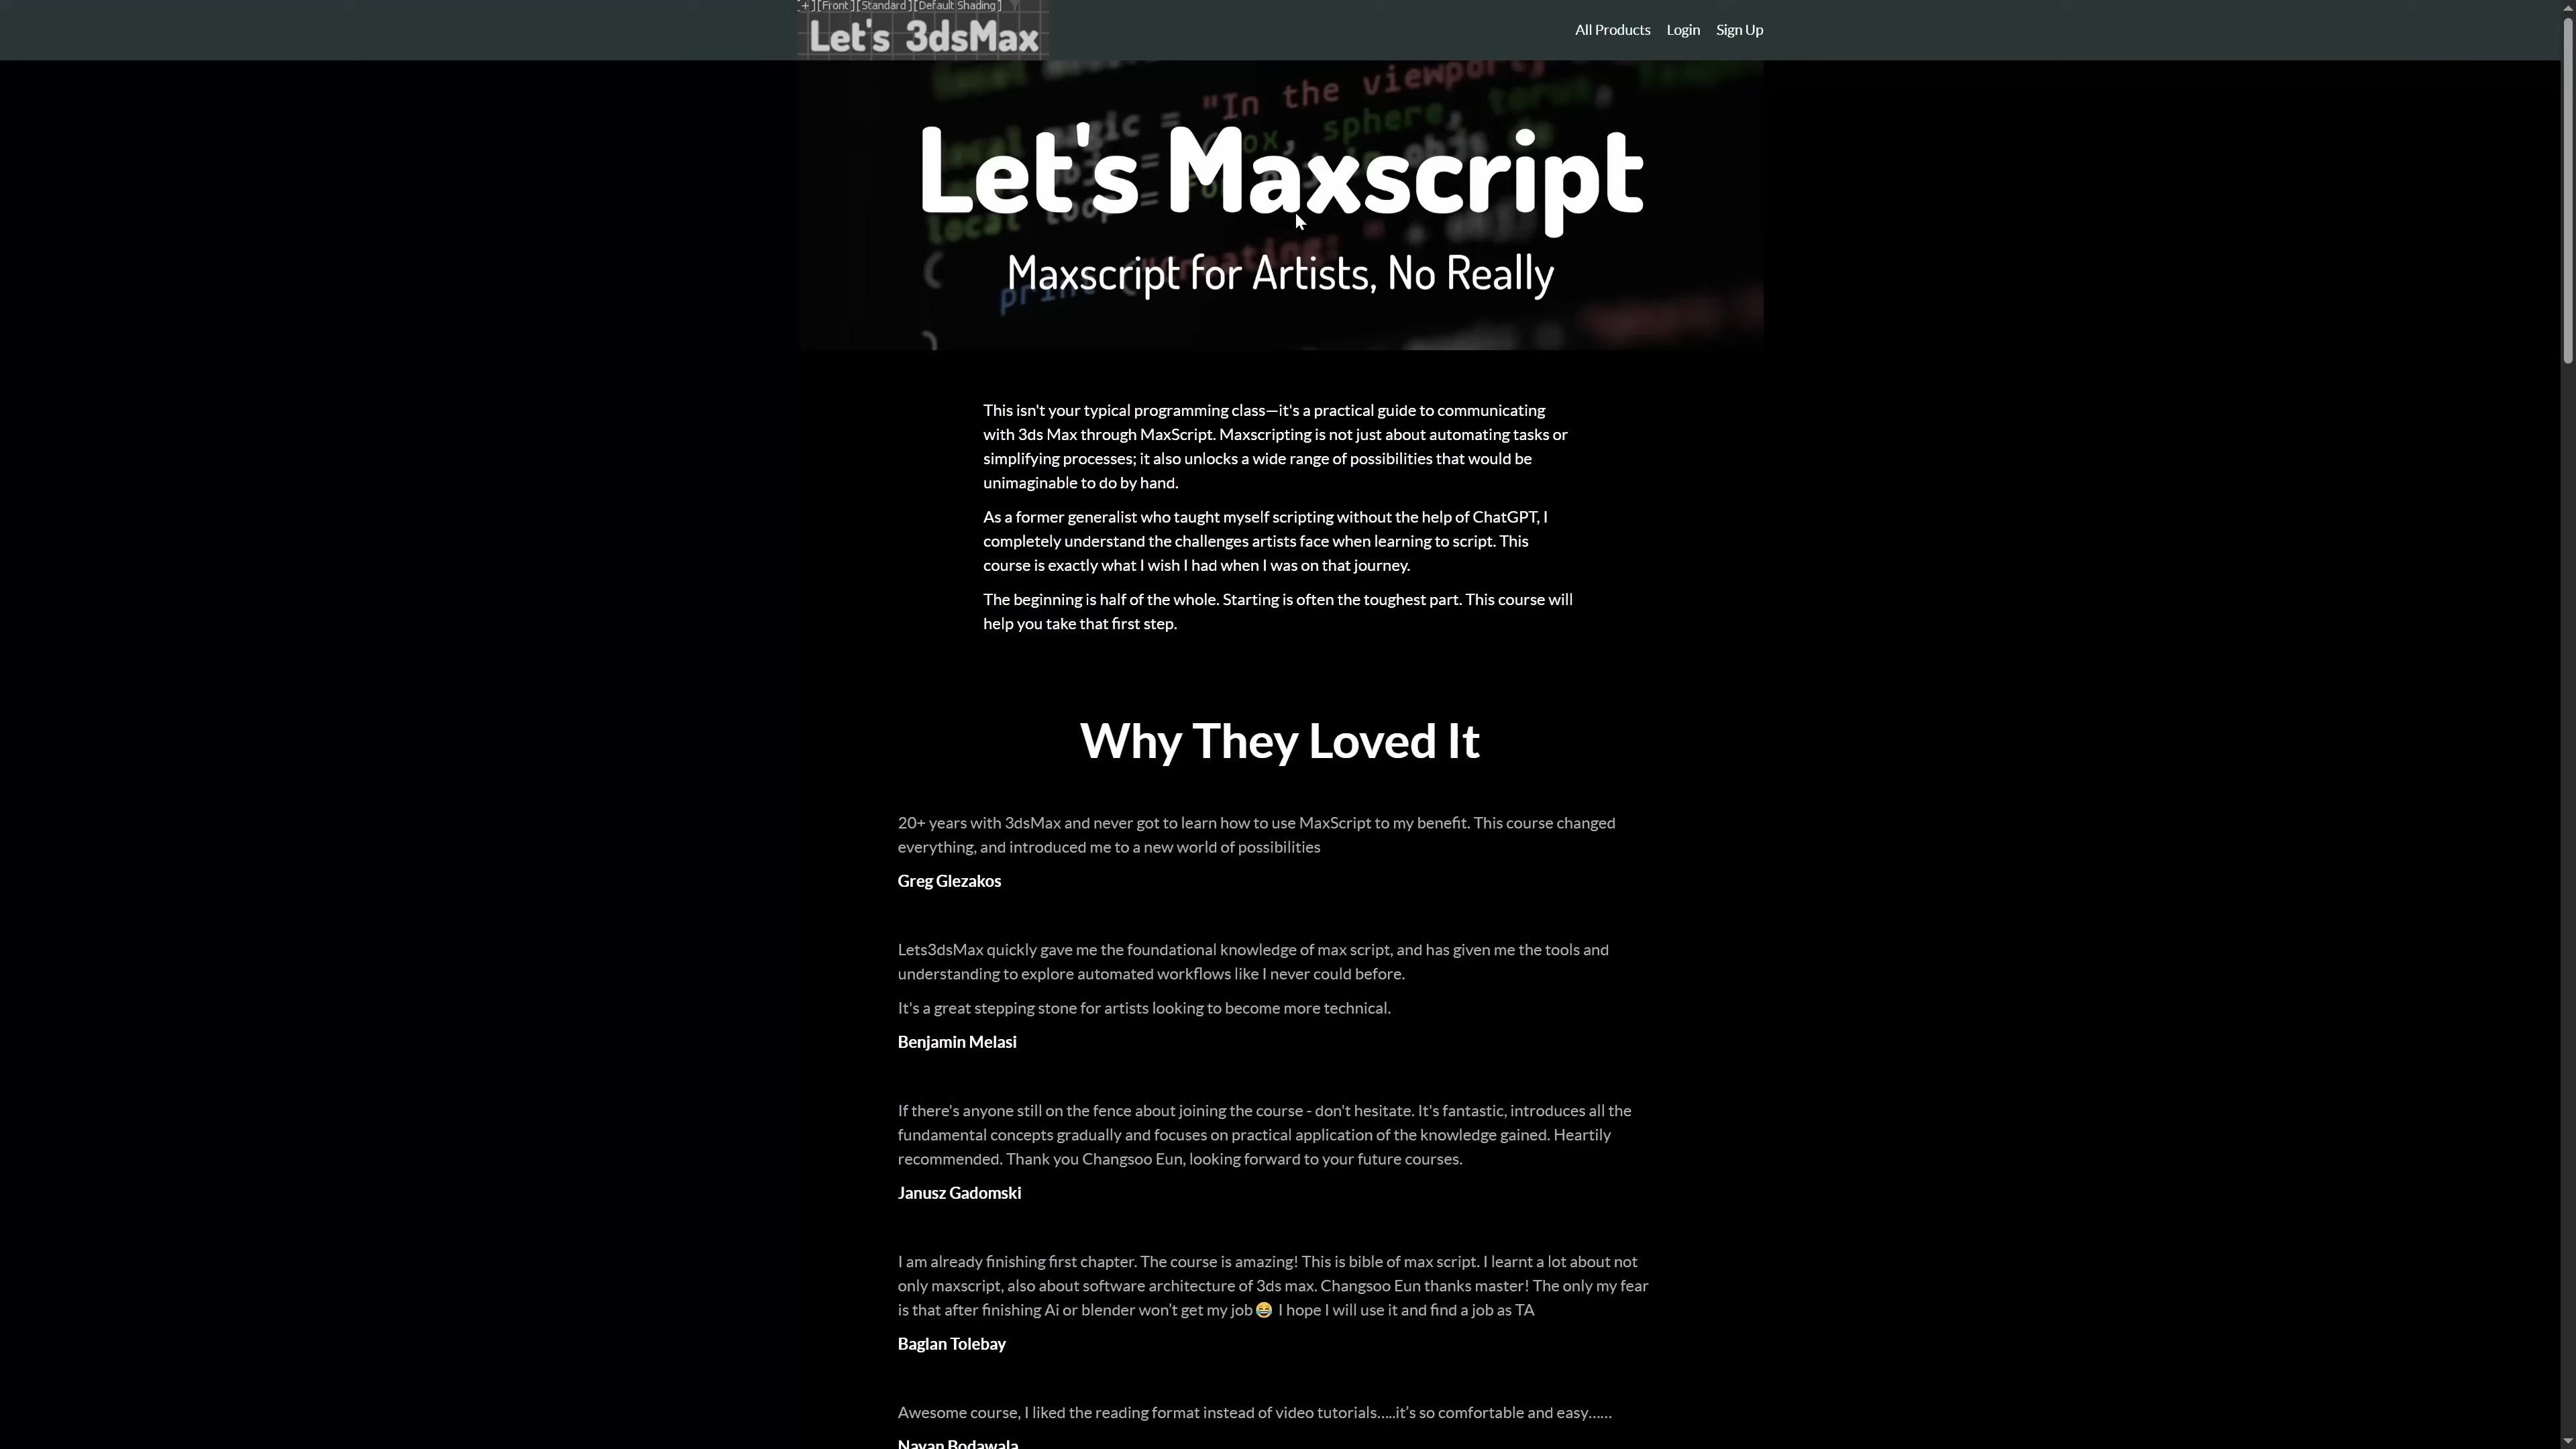 [+][Front][Standard][Default Shading]
Let's 3dsMax
All Products Login Sign Up
"In the viewport
sphere, torus,
Let's Maxscript
local loop =
"Creating: " + obj
Maxscript for Artists, No Really
print
This isn't your typical programming class—it's a practical guide to communicating
with 3ds Max through MaxScript. Maxscripting is not just about automating tasks or
simplifying processes; it also unlocks a wide range of possibilities that would be
unimaginable to do by hand.
As a former generalist who taught myself scripting without the help of ChatGPT, I
completely understand the challenges artists face when learning to script. This
course is exactly what I wish I had when I was on that journey.
The beginning is half of the whole. Starting is often the toughest part. This course will
help you take that first step.
Why They Loved It
20+ years with 3dsMax and never got to learn how to use MaxScript to my benefit. This course changed
everything, and introduced me to a new world of possibilities
Greg Glezakos
Lets3dsMax quickly gave me the foundational knowledge of max script, and has given me the tools and
understanding to explore automated workflows like I never could before.
It's a great stepping stone for artists looking to become more technical.
Benjamin Melasi
If there's anyone still on the fence about joining the course - don't hesitate. It's fantastic, introduces all the
fundamental concepts gradually and focuses on practical application of the knowledge gained. Heartily
recommended. Thank you Changsoo Eun, looking forward to your future courses.
Janusz Gadomski
I am already finishing first chapter. The course is amazing! This is bible of max script. I learnt a lot about not
only maxscript, also about software architecture of 3ds max. Changsoo Eun thanks master! The only my fear
is that after finishing Ai or blender won’t get my job😂 I hope I will use it and find a job as TA
Baglan Tolebay
Awesome course, I liked the reading format instead of video tutorials…..it’s so comfortable and easy……
Nayan Bodawala